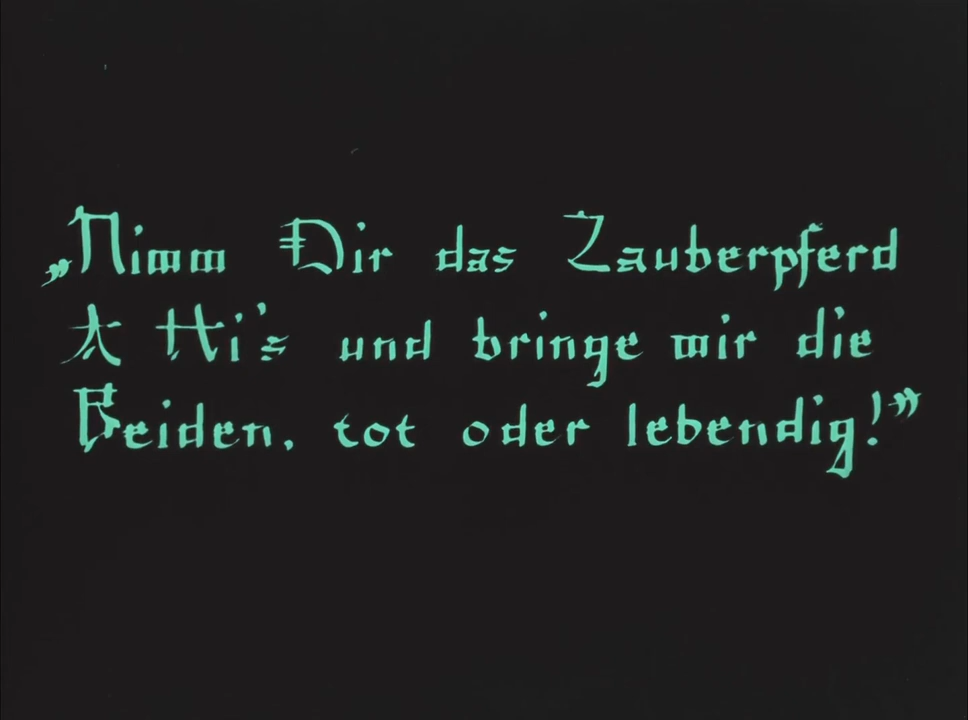 „Nimm Dir das Zauberpferd
A Hi's und bringe mir die
Beiden, tot oder lebendig!”